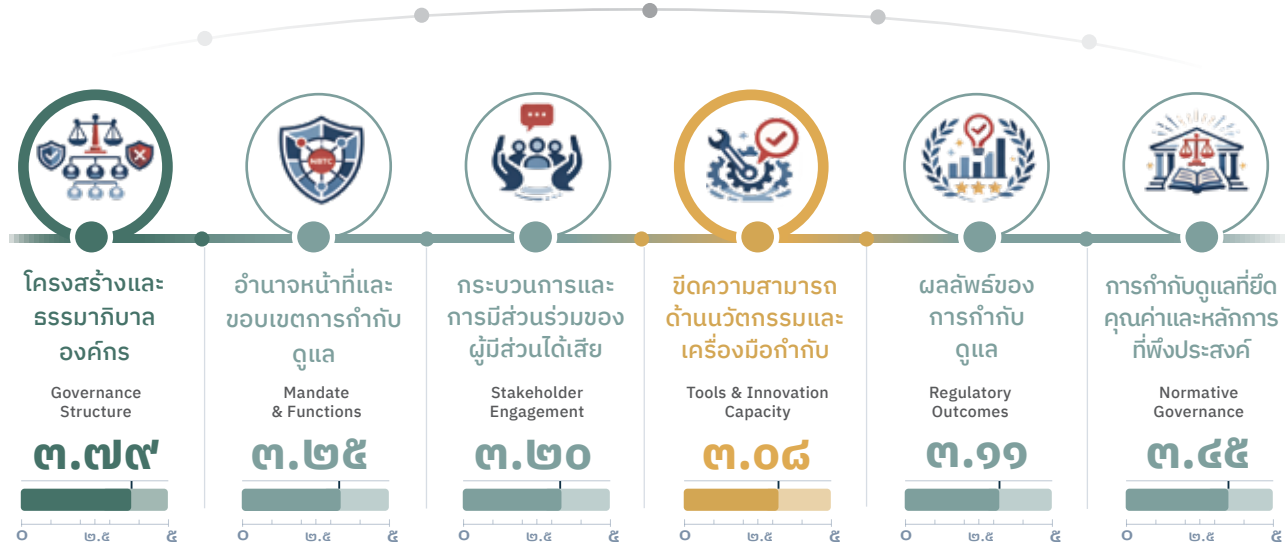 NBTC
โครงสร้างและ
ธรรมาภิบาล
องค์กร
Governance
Structure
๓.๗๙
๐ ๒.๕ ๕
อำนาจหน้าที่และ
ขอบเขตการกำกับ
ดูแล
Mandate
& Functions
๓.๒๕
๐ ๒.๕ ๕
กระบวนการและ
การมีส่วนร่วมของ
ผู้มีส่วนได้เสีย
Stakeholder
Engagement
๓.๒๐
๐ ๒.๕ ๕
ขีดความสามารถ
ด้านนวัตกรรมและ
เครื่องมือกำกับ
Tools & Innovation
Capacity
๓.๐๘
๐ ๒.๕ ๕
ผลลัพธ์ของ
การกำกับ
ดูแล
Regulatory
Outcomes
๓.๑๑
๐ ๒.๕ ๕
การกำกับดูแลที่ยึด
คุณค่าและหลักการ
ที่พึงประสงค์
Normative
Governance
๓.๔๕
๐ ๒.๕ ๕